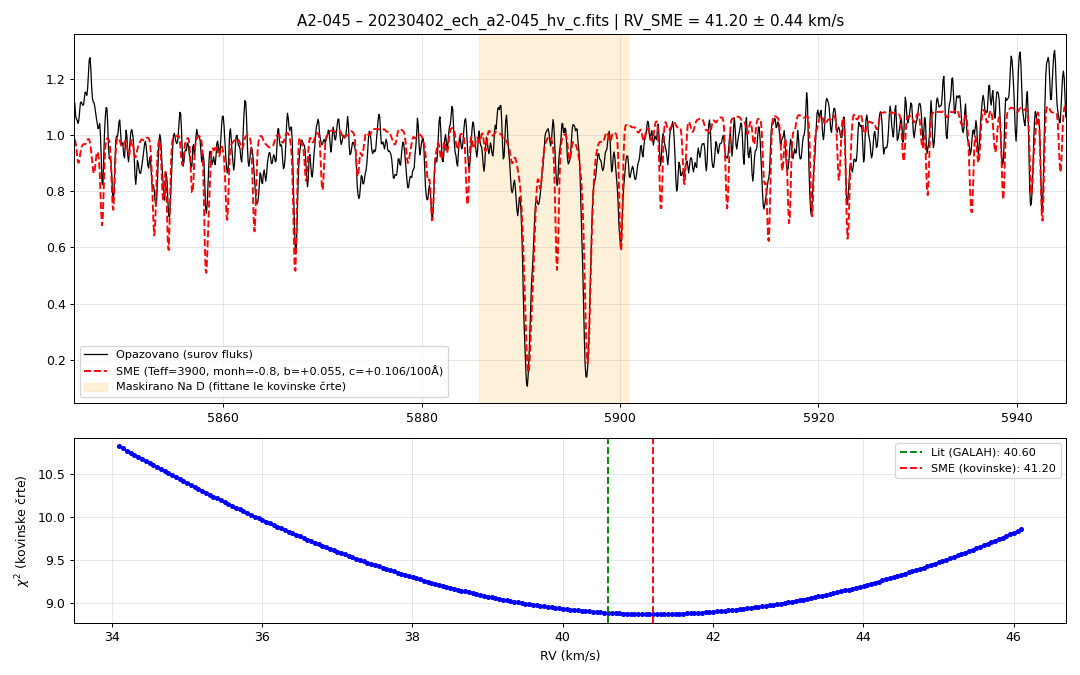 A2-045 – 20230402_ech_a2-045_hv_c.fits | RV_SME = 41.20 ± 0.44 km/s
1.2
1.0
0.8
0.6
0.4
0.2
Opazovano (surov fluks)
SME (Teff=3900, monh=-0.8, b=+0.055, c=+0.106/100Å)
Maskirano Na D (fittane le kovinske črte)
5860 5880 5900 5920 5940
χ² (kovinske črte)
10.5
10.0
9.5
9.0
Lit (GALAH): 40.60
SME (kovinske): 41.20
34 36 38 40 42 44 46
RV (km/s)